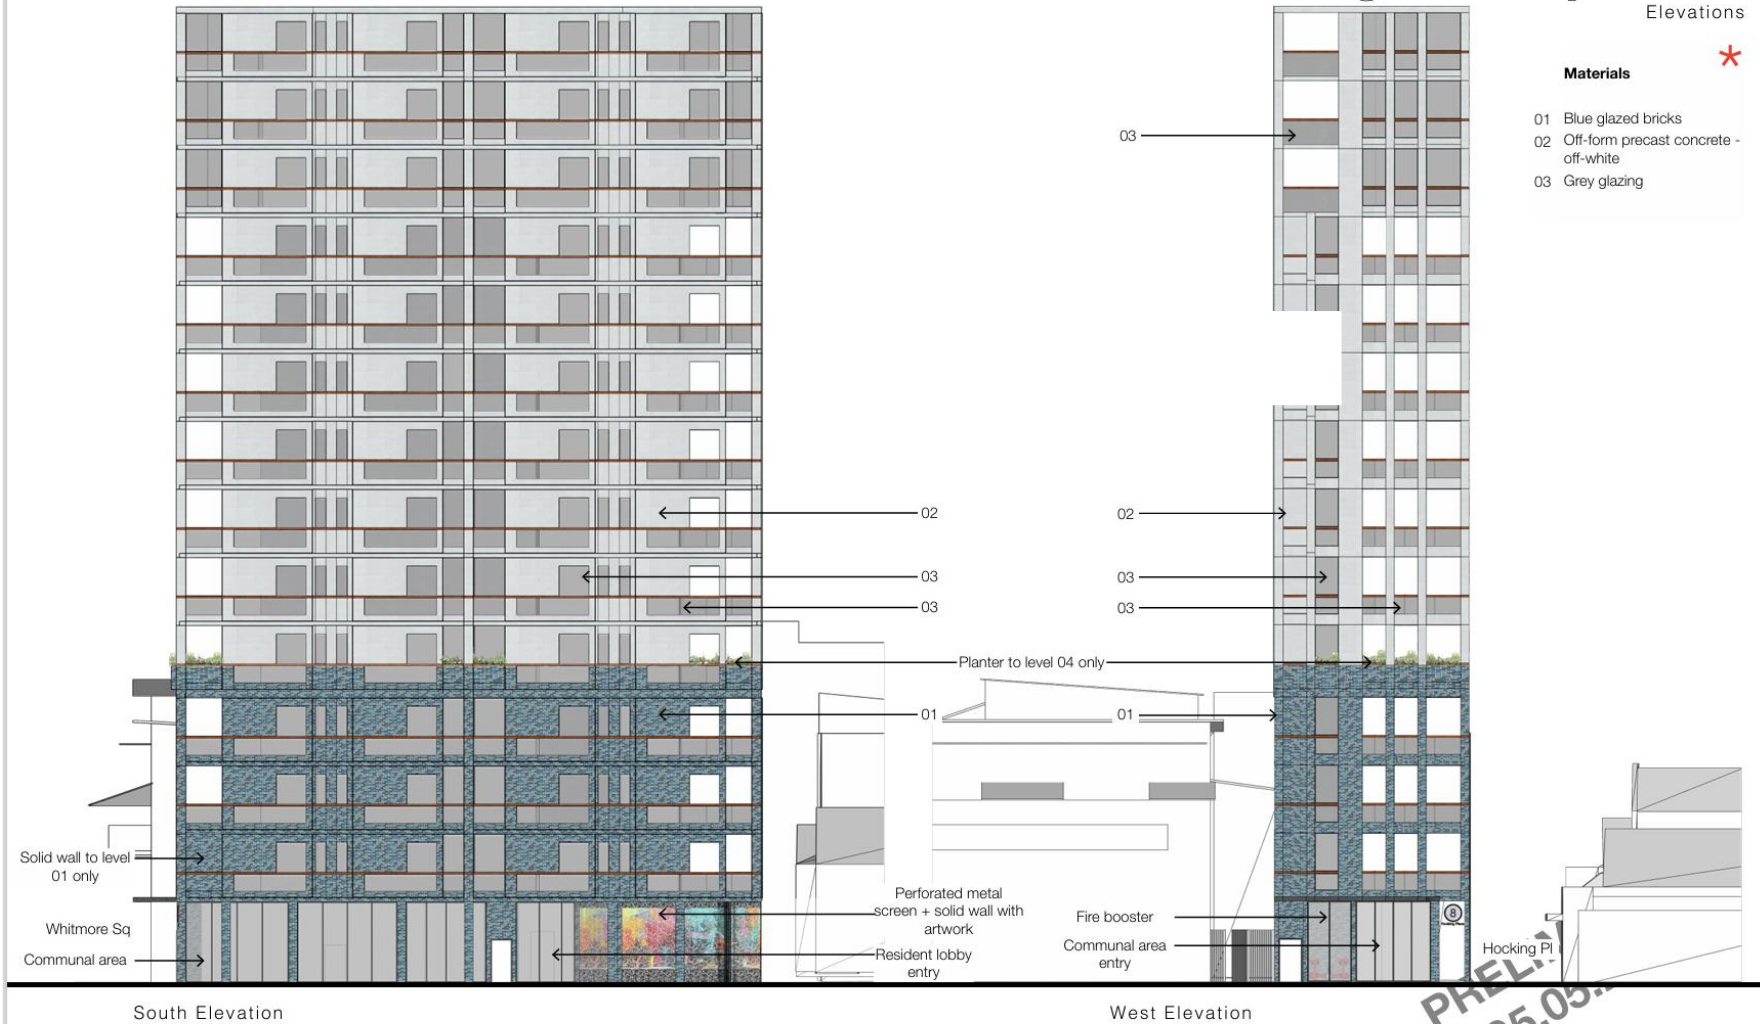 Elevations
*
Materials
01 Blue glazed bricks
02 Off-form precast concrete -
off-white
03 Grey glazing
03
02
02
03
03
03
03
Planter to level 04 only
01
01
Solid wall to level
01 only
Perforated metal
screen + solid wall with
artwork
Fire booster
8
Whitmore Sq
Communal area
Resident lobby
entry
Communal area
entry
Hocking Pl
South Elevation
West Elevation